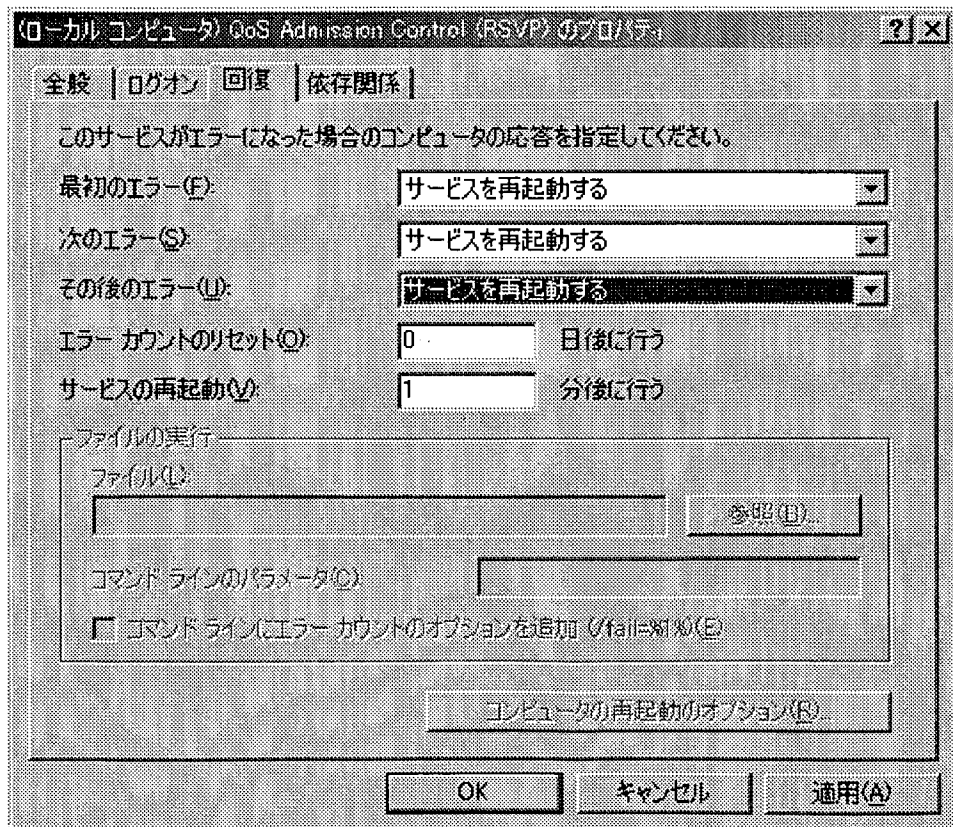 (ローカル コンピュータ) QoS Admission Control (RSVP) のプロパティ
全般 ログオン 回復 依存関係
このサービスがエラーになった場合のコンピュータの応答を指定してください。
最初のエラー(F): サービスを再起動する
次のエラー(S): サービスを再起動する
その後のエラー(U): サービスを再起動する
エラー カウントのリセット(O): 0 日後に行う
サービスの再起動(V): 1 分後に行う
ファイルの実行
ファイル(L):
参照(B)...
コマンド ラインのパラメータ(C):
コマンド ラインにエラー カウントのオプションを追加 (/fail=%1%)(E)
コンピュータの再起動のオプション(R)...
OK キャンセル 適用(A)